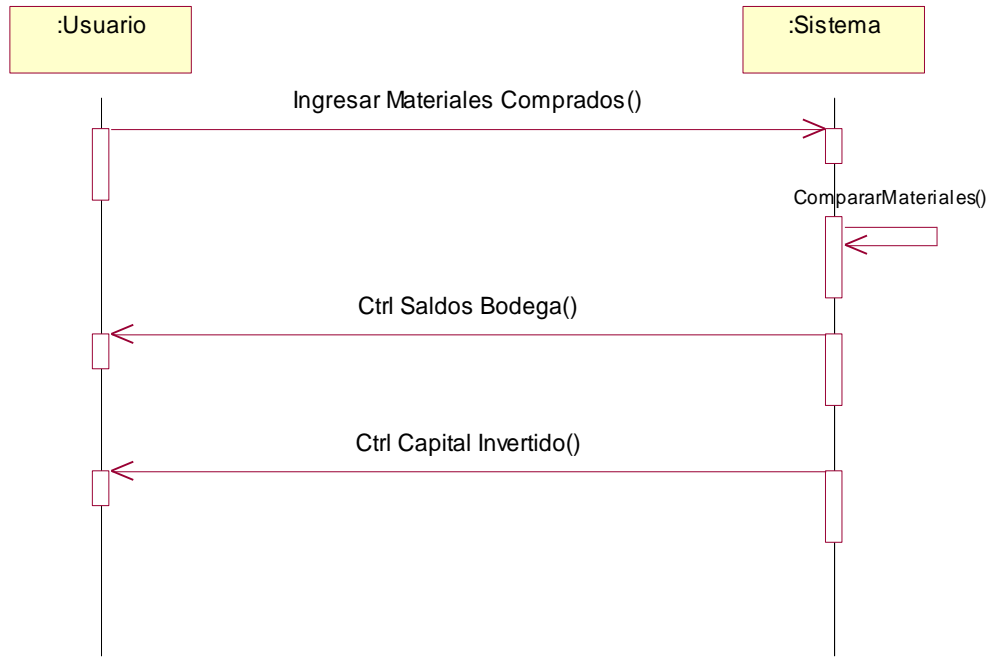 :Usuario
:Sistema
Ingresar Materiales Comprados()
CompararMateriales()
Ctrl Saldos Bodega()
Ctrl Capital Invertido()